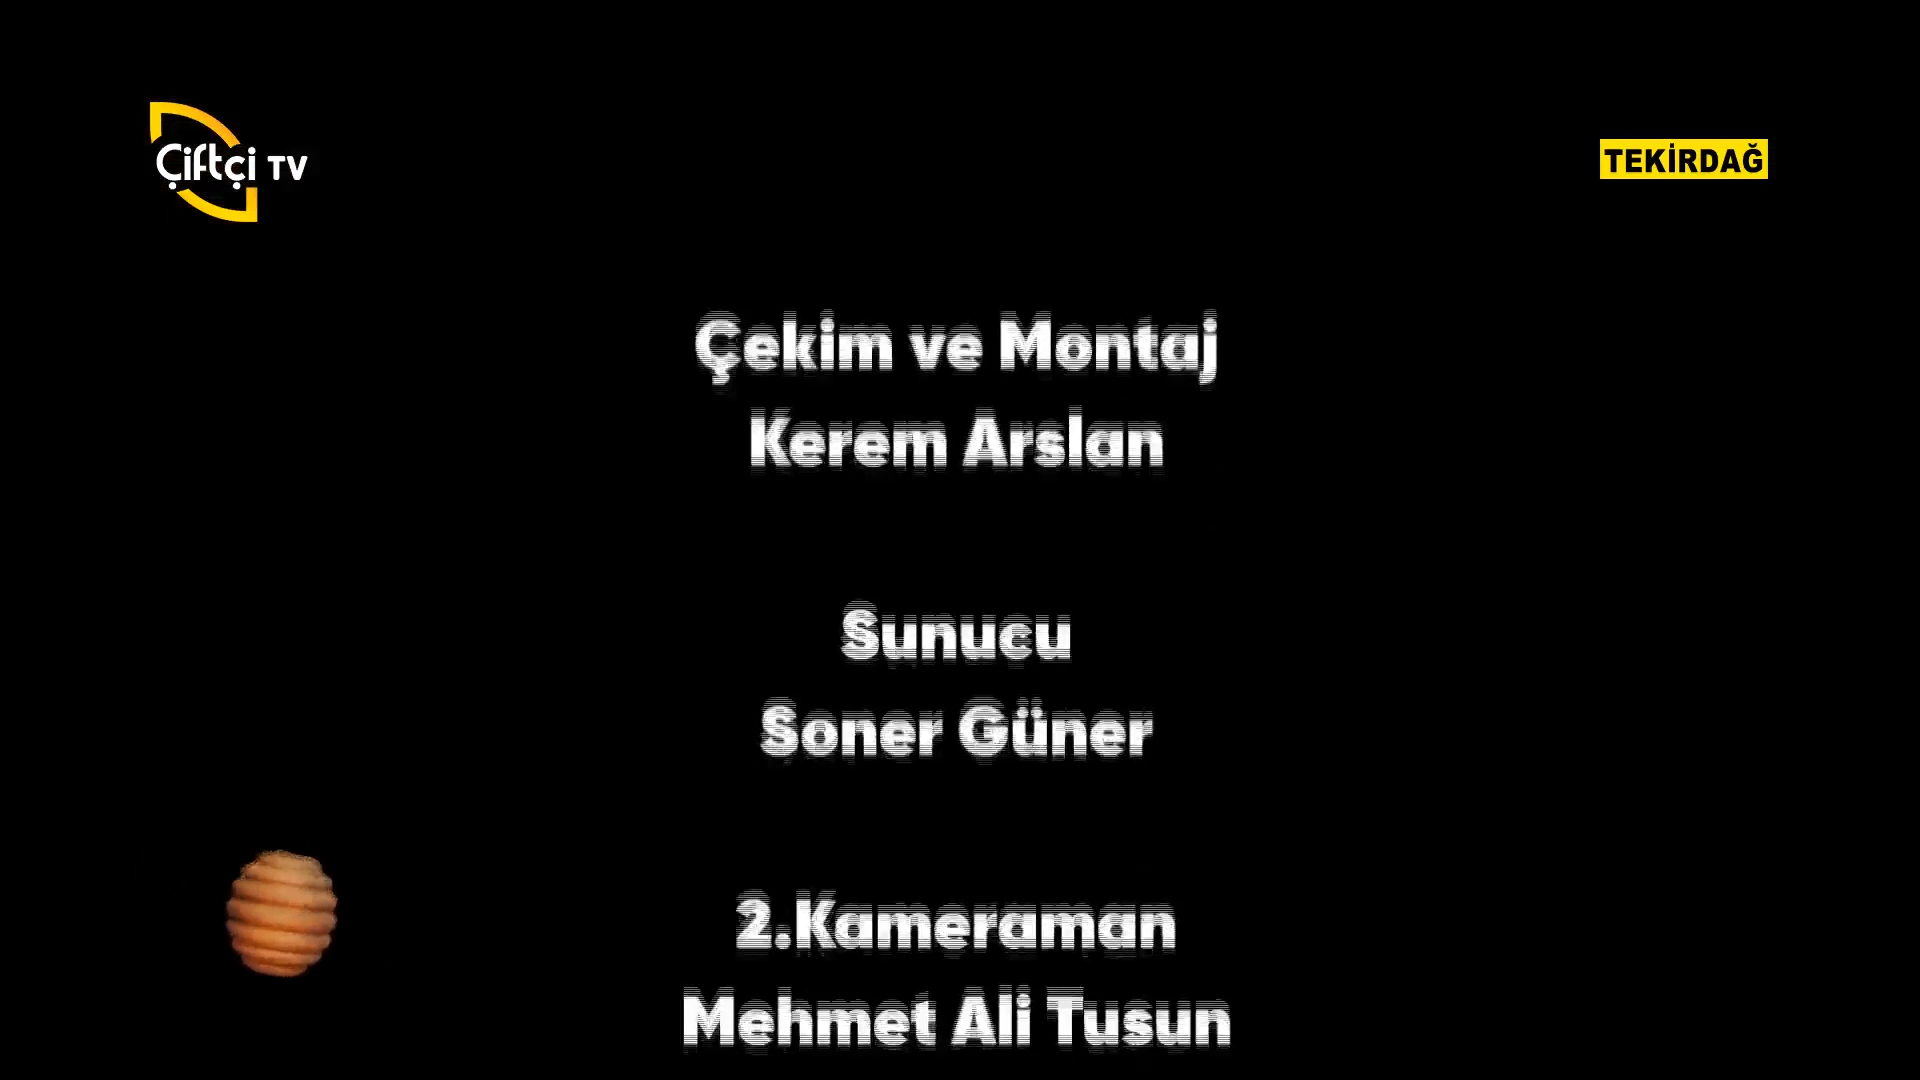 Çiftçi TV
TEKİRDAĞ
Çekim ve Montaj
Kerem Arslan
Sunucu
Soner Güner
2.Kameraman
Mehmet Ali Tusun